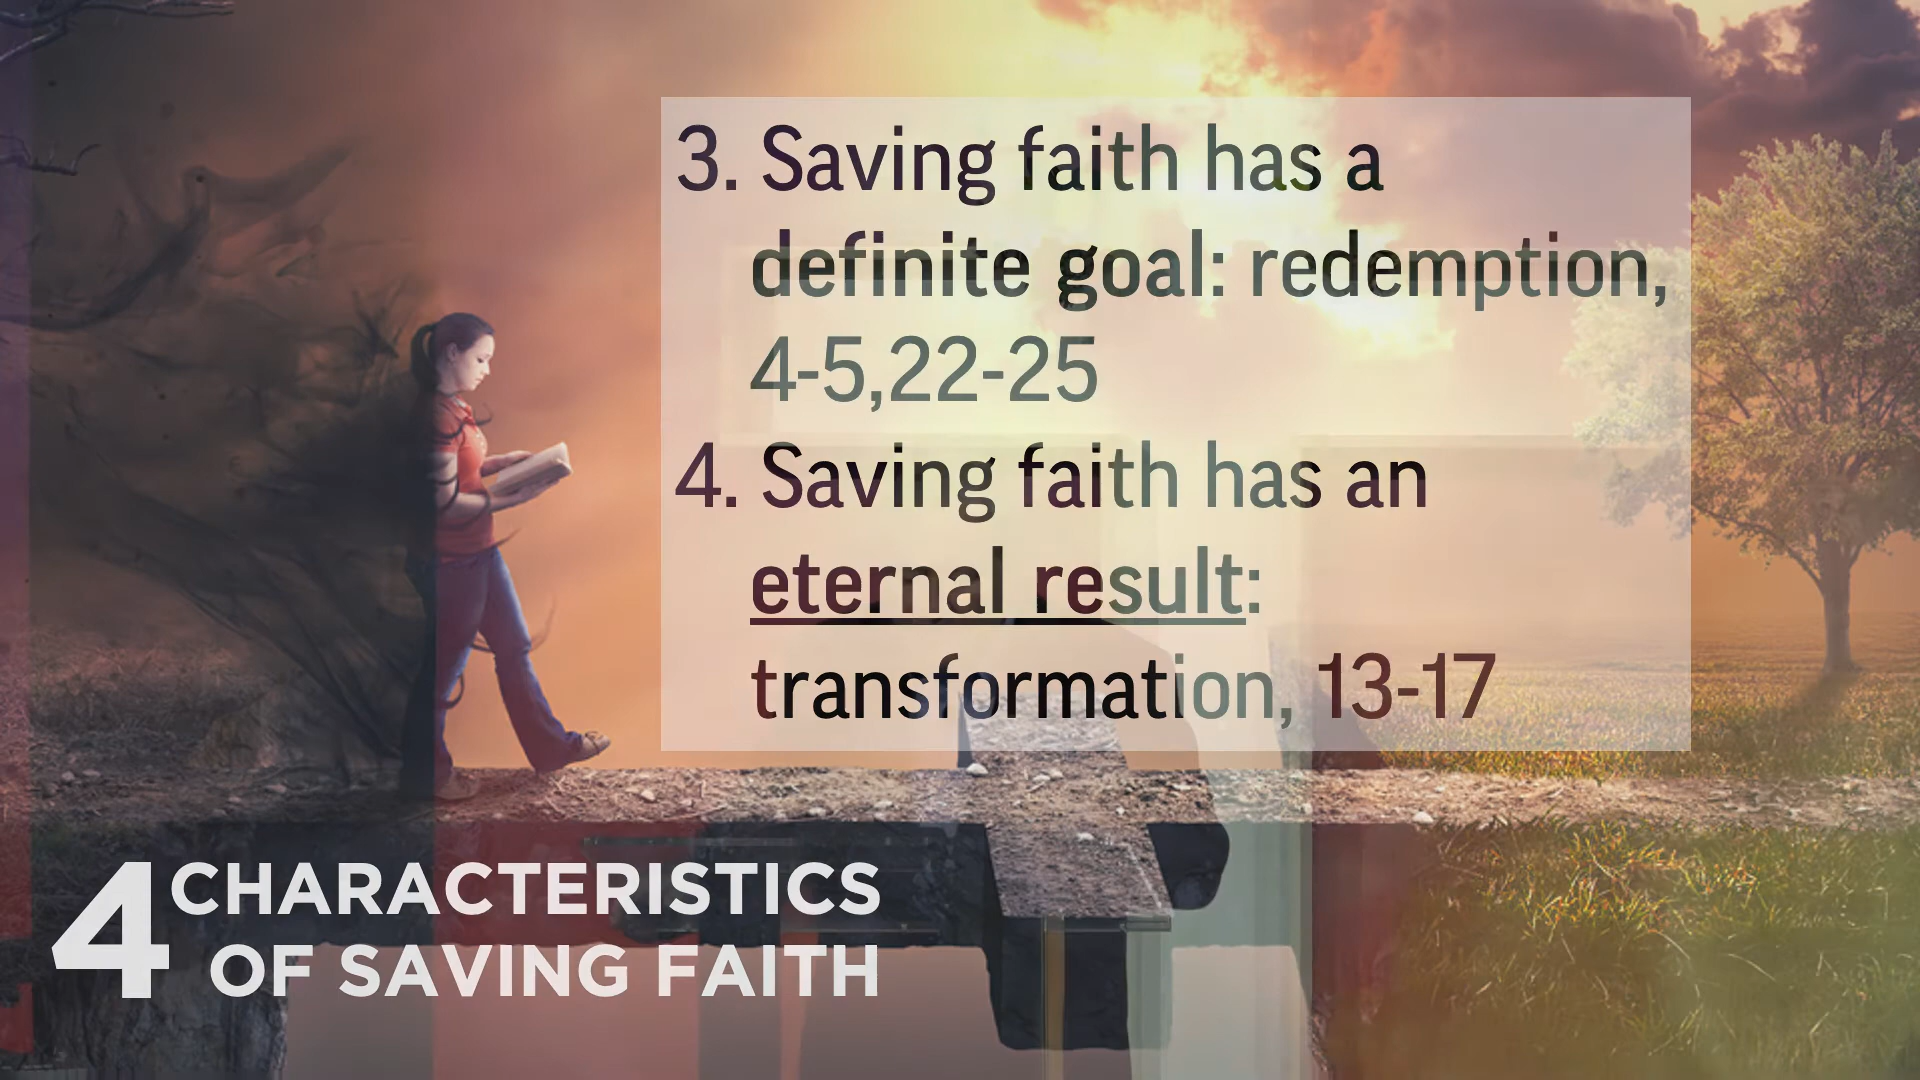 3. Saving faith has a
definite goal: redemption,
4-5,22-25
4. Saving faith has an
eternal result:
transformation, 13-17
4 CHARACTERISTICS
OF SAVING FAITH